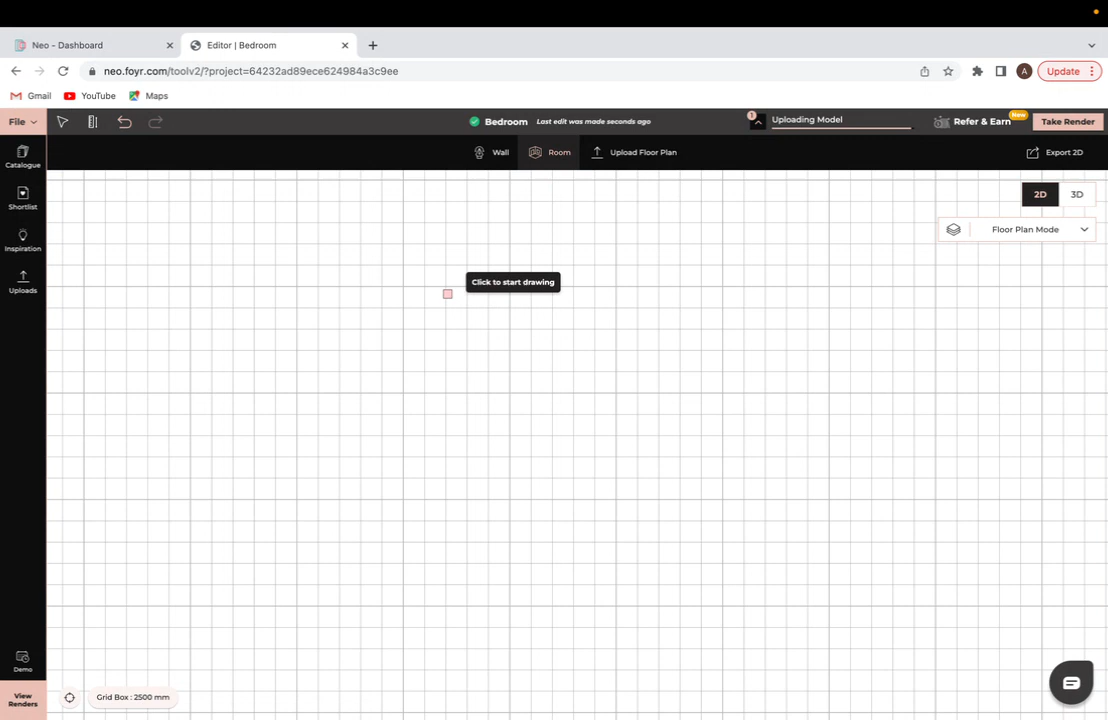 Neo - Dashboard
Editor | Bedroom
neo.foyr.com/toolv2/?project=64232ad89ece624984a3c9ee
A
Update
Gmail
YouTube
Maps
File
Bedroom
Last edit was made seconds ago
1
Uploading Model
Refer & Earn
New
Take Render
Catalogue
Wall
Room
Upload Floor Plan
Export 2D
Shortlist
2D
3D
Inspiration
Floor Plan Mode
Uploads
Click to start drawing
Demo
View
Renders
Grid Box : 2500 mm